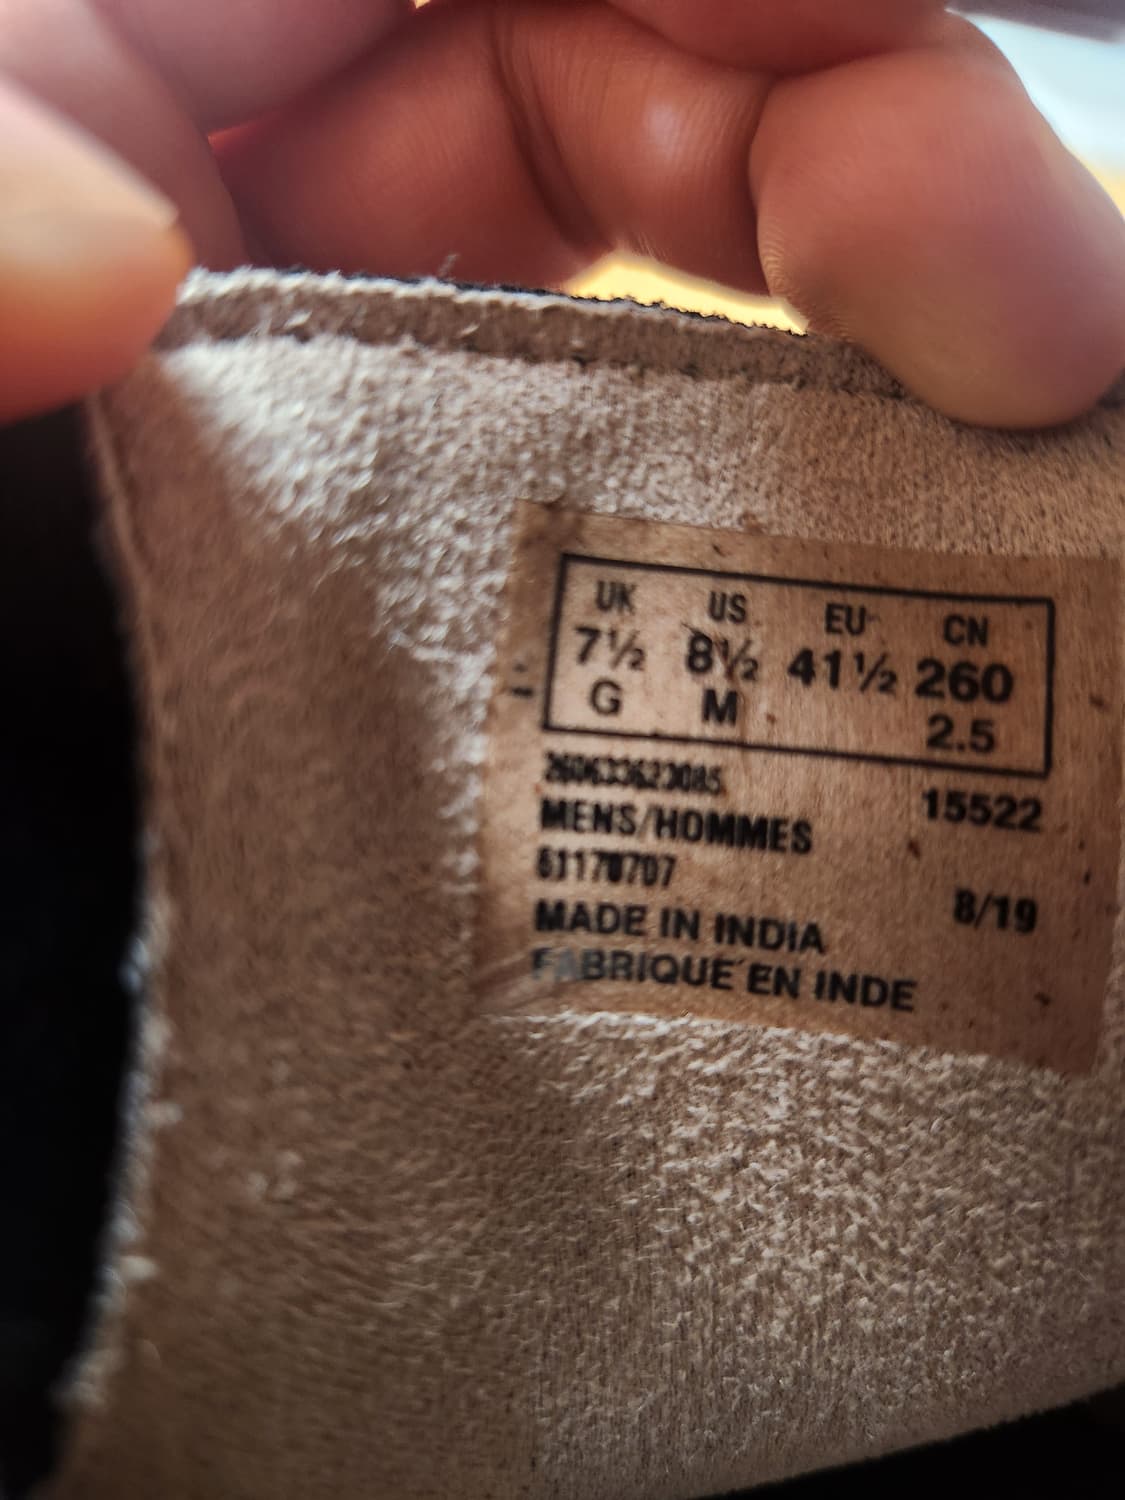 UK US EU CN
7½ 8½ 41½ 260
G M 2.5
15522
MENS/HOMMES
8/19
MADE IN INDIA
FABRIQUE EN INDE